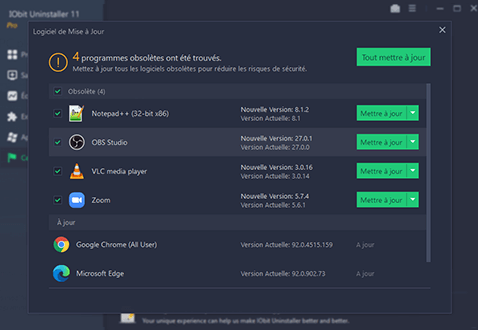 IObit Uninstaller 11
Pro
Logiciel de Mise à Jour
4 programmes obsolètes ont été trouvés.
Mettez à jour tous les logiciels obsolètes pour réduire les risques de sécurité.
Tout mettre à jour
Obsolète (4)
Notepad++ (32-bit x86)
Nouvelle Version: 8.1.2
Version Actuelle: 8.1
Mettre à jour
OBS Studio
Nouvelle Version: 27.0.1
Version Actuelle: 27.0.0
Mettre à jour
VLC media player
Nouvelle Version: 3.0.16
Version Actuelle: 3.0.14
Mettre à jour
Zoom
Nouvelle Version: 5.7.4
Version Actuelle: 5.6.1
Mettre à jour
À jour
Google Chrome (All User)
Version Actuelle: 92.0.4515.159
A jour
Microsoft Edge
Version Actuelle: 92.0.902.73
A jour
Your unique experience can help us make IObit Uninstaller better and better.